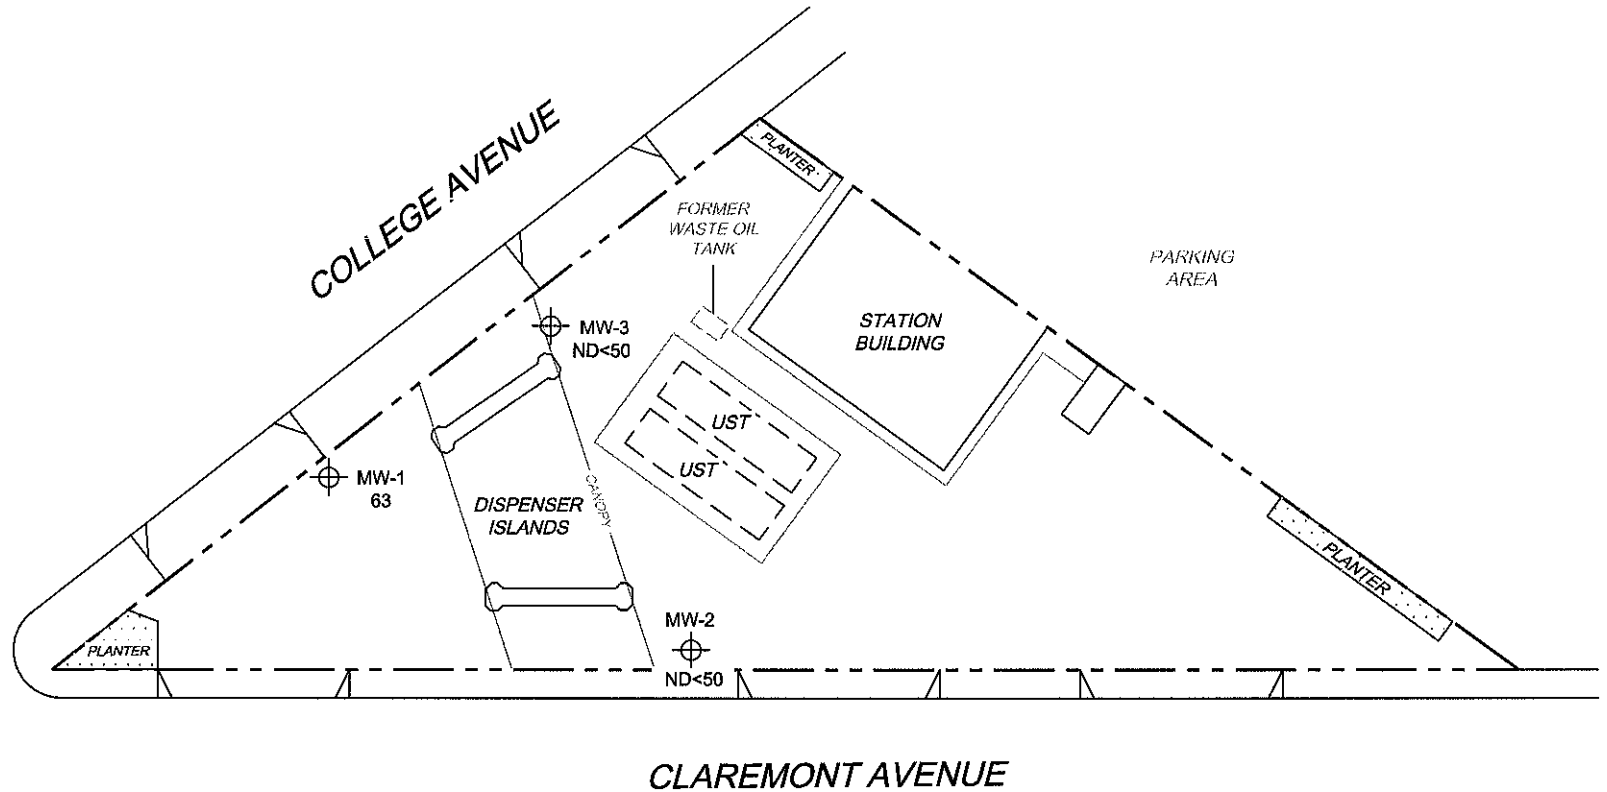 COLLEGE AVENUE
PLANTER
FORMER
WASTE OIL
TANK
PARKING
AREA
STATION
BUILDING
MW-3
ND<50
UST
UST
MW-1
63
CANOPY
DISPENSER
ISLANDS
PLANTER
MW-2
ND<50
PLANTER
CLAREMONT AVENUE